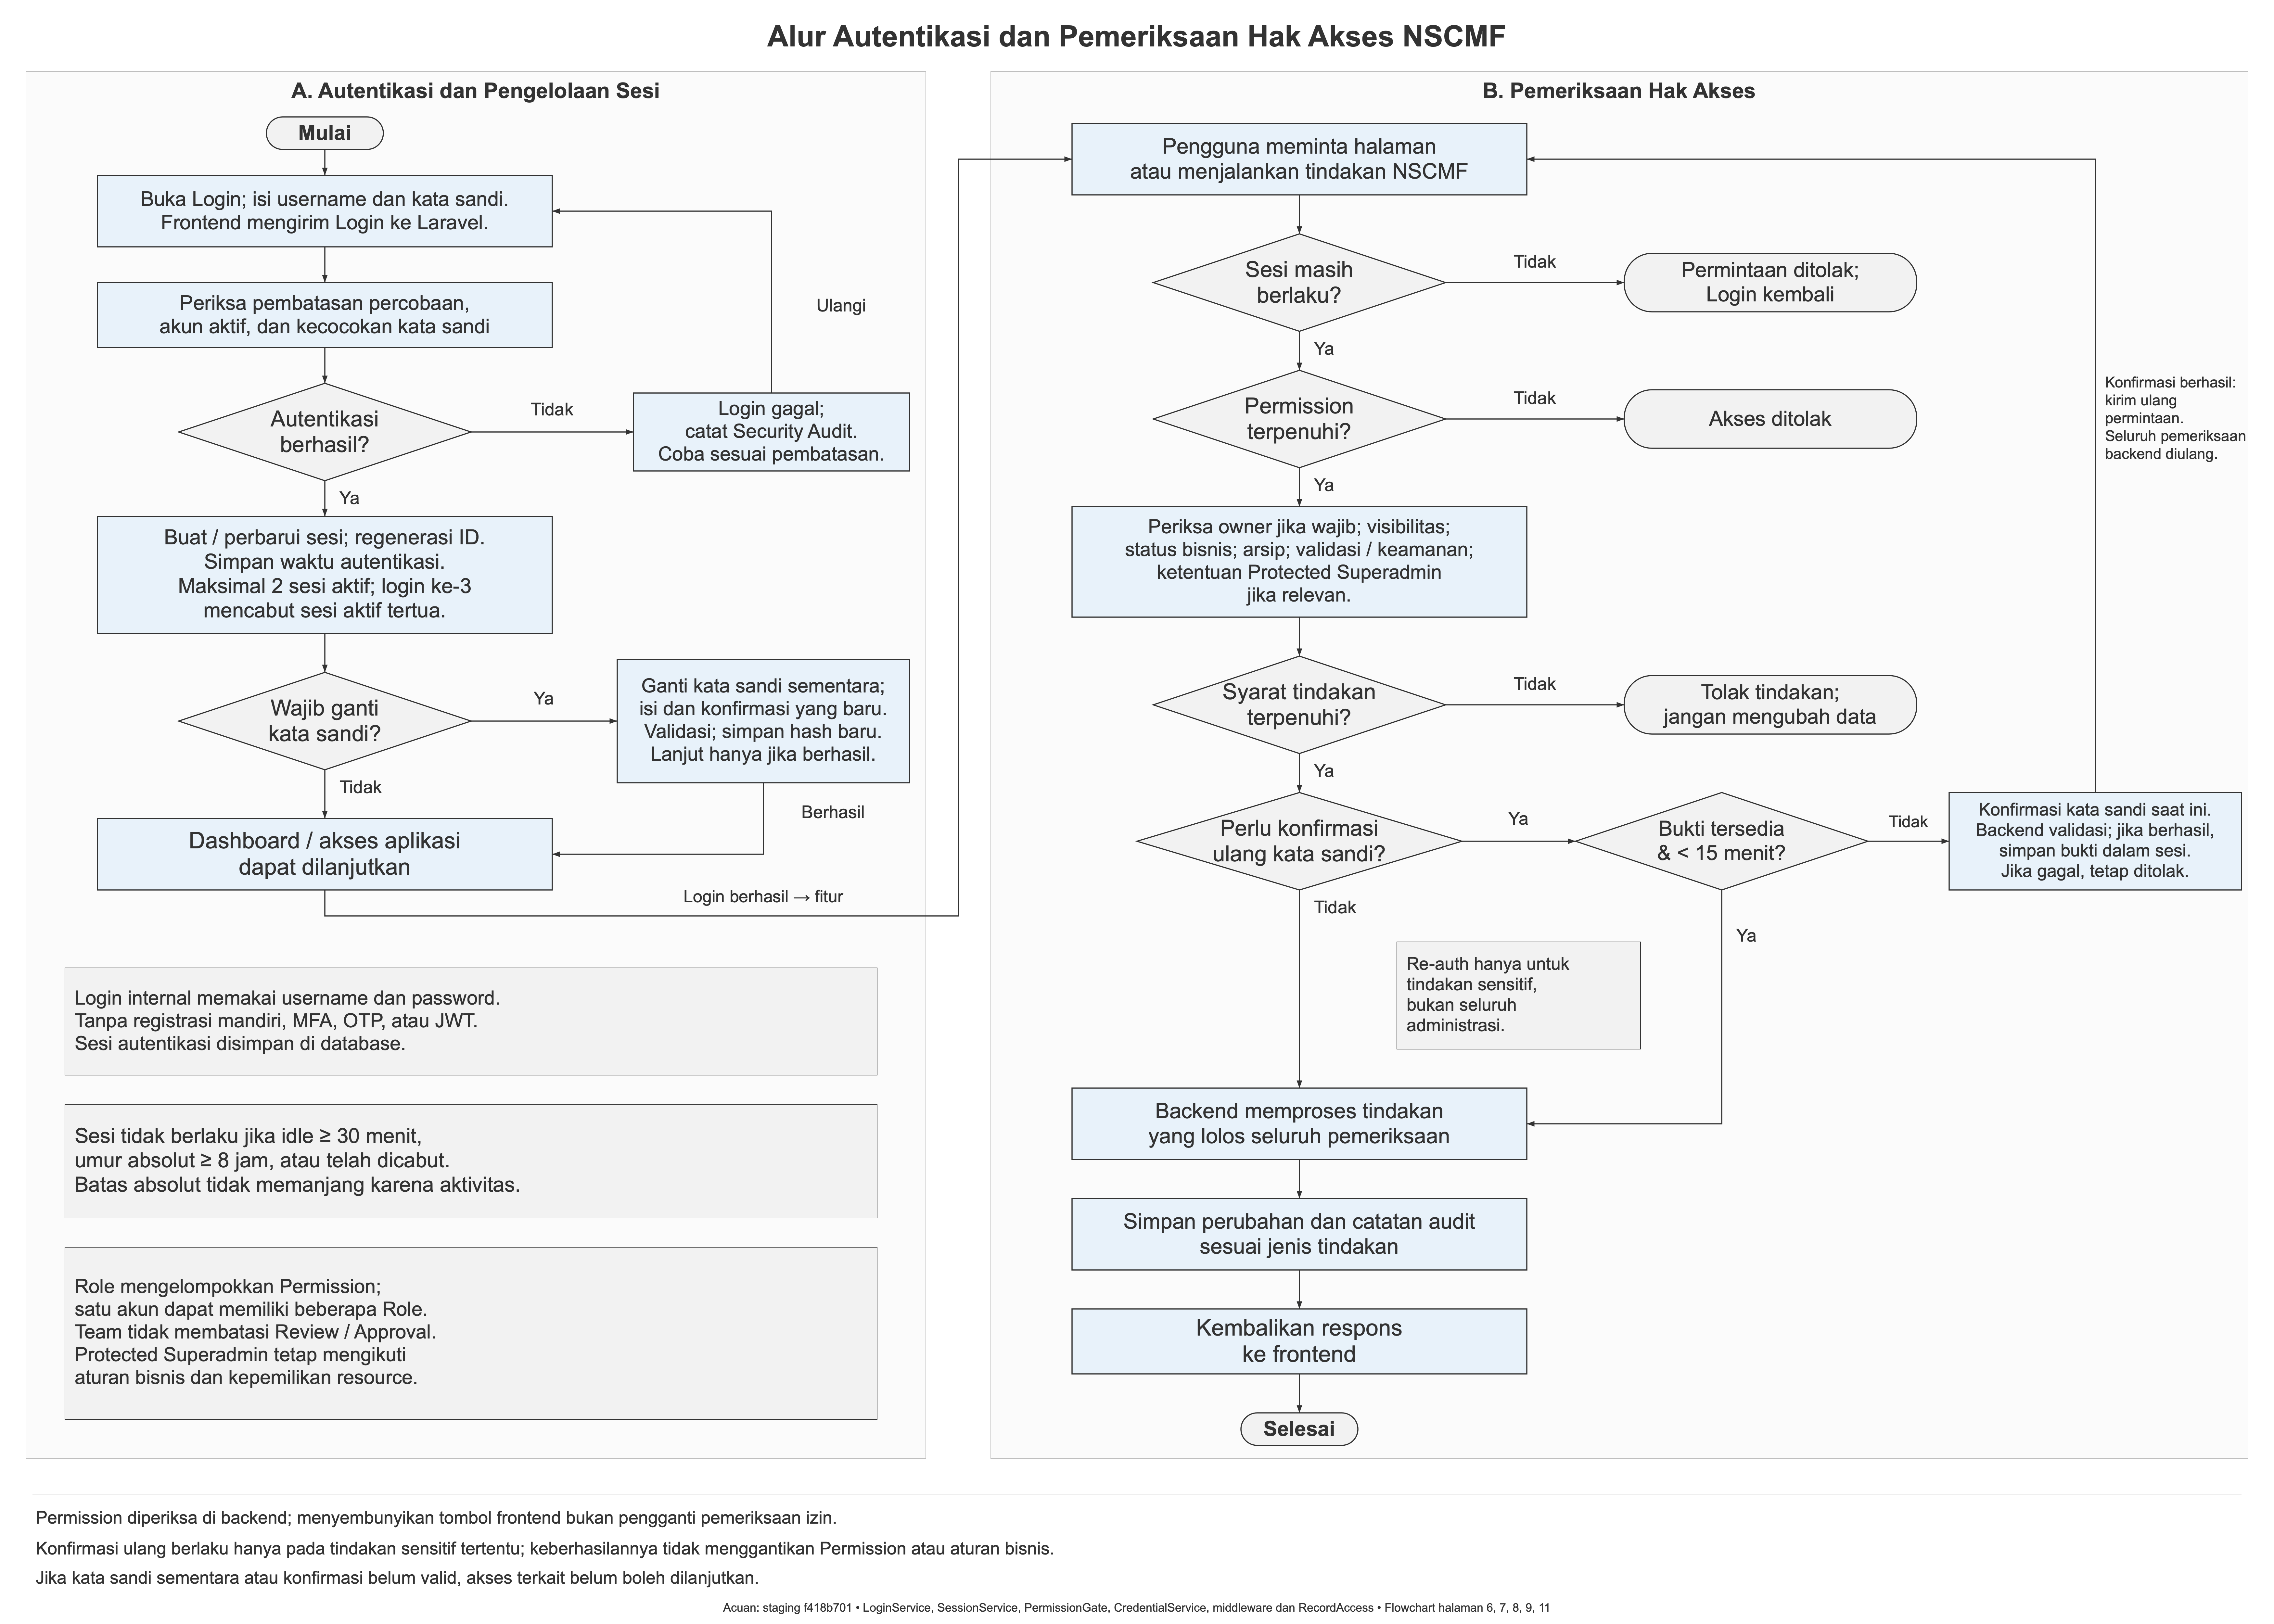 Alur Autentikasi dan Pemeriksaan Hak Akses NSCMF
A. Autentikasi dan Pengelolaan Sesi
Mulai
Buka Login; isi username dan kata sandi.
Frontend mengirim Login ke Laravel.
Periksa pembatasan percobaan,
akun aktif, dan kecocokan kata sandi
Ulangi
Autentikasi
berhasil?
Tidak
Login gagal;
catat Security Audit.
Coba sesuai pembatasan.
Ya
Buat / perbarui sesi; regenerasi ID.
Simpan waktu autentikasi.
Maksimal 2 sesi aktif; login ke-3
mencabut sesi aktif tertua.
Wajib ganti
kata sandi?
Ya
Ganti kata sandi sementara;
isi dan konfirmasi yang baru.
Validasi; simpan hash baru.
Lanjut hanya jika berhasil.
Tidak
Berhasil
Dashboard / akses aplikasi
dapat dilanjutkan
Login berhasil → fitur
Login internal memakai username dan password.
Tanpa registrasi mandiri, MFA, OTP, atau JWT.
Sesi autentikasi disimpan di database.
Sesi tidak berlaku jika idle ≥ 30 menit,
umur absolut ≥ 8 jam, atau telah dicabut.
Batas absolut tidak memanjang karena aktivitas.
Role mengelompokkan Permission;
satu akun dapat memiliki beberapa Role.
Team tidak membatasi Review / Approval.
Protected Superadmin tetap mengikuti
aturan bisnis dan kepemilikan resource.
B. Pemeriksaan Hak Akses
Pengguna meminta halaman
atau menjalankan tindakan NSCMF
Sesi masih
berlaku?
Tidak
Permintaan ditolak;
Login kembali
Ya
Permission
terpenuhi?
Tidak
Akses ditolak
Ya
Konfirmasi berhasil:
kirim ulang
permintaan.
Seluruh pemeriksaan
backend diulang.
Periksa owner jika wajib; visibilitas;
status bisnis; arsip; validasi / keamanan;
ketentuan Protected Superadmin
jika relevan.
Syarat tindakan
terpenuhi?
Tidak
Tolak tindakan;
jangan mengubah data
Ya
Perlu konfirmasi
ulang kata sandi?
Ya
Bukti tersedia
& < 15 menit?
Tidak
Konfirmasi kata sandi saat ini.
Backend validasi; jika berhasil,
simpan bukti dalam sesi.
Jika gagal, tetap ditolak.
Tidak
Ya
Re-auth hanya untuk
tindakan sensitif,
bukan seluruh
administrasi.
Backend memproses tindakan
yang lolos seluruh pemeriksaan
Simpan perubahan dan catatan audit
sesuai jenis tindakan
Kembalikan respons
ke frontend
Selesai
Permission diperiksa di backend; menyembunyikan tombol frontend bukan pengganti pemeriksaan izin.
Konfirmasi ulang berlaku hanya pada tindakan sensitif tertentu; keberhasilannya tidak menggantikan Permission atau aturan bisnis.
Jika kata sandi sementara atau konfirmasi belum valid, akses terkait belum boleh dilanjutkan.
Acuan: staging f418b701 • LoginService, SessionService, PermissionGate, CredentialService, middleware dan RecordAccess • Flowchart halaman 6, 7, 8, 9, 11